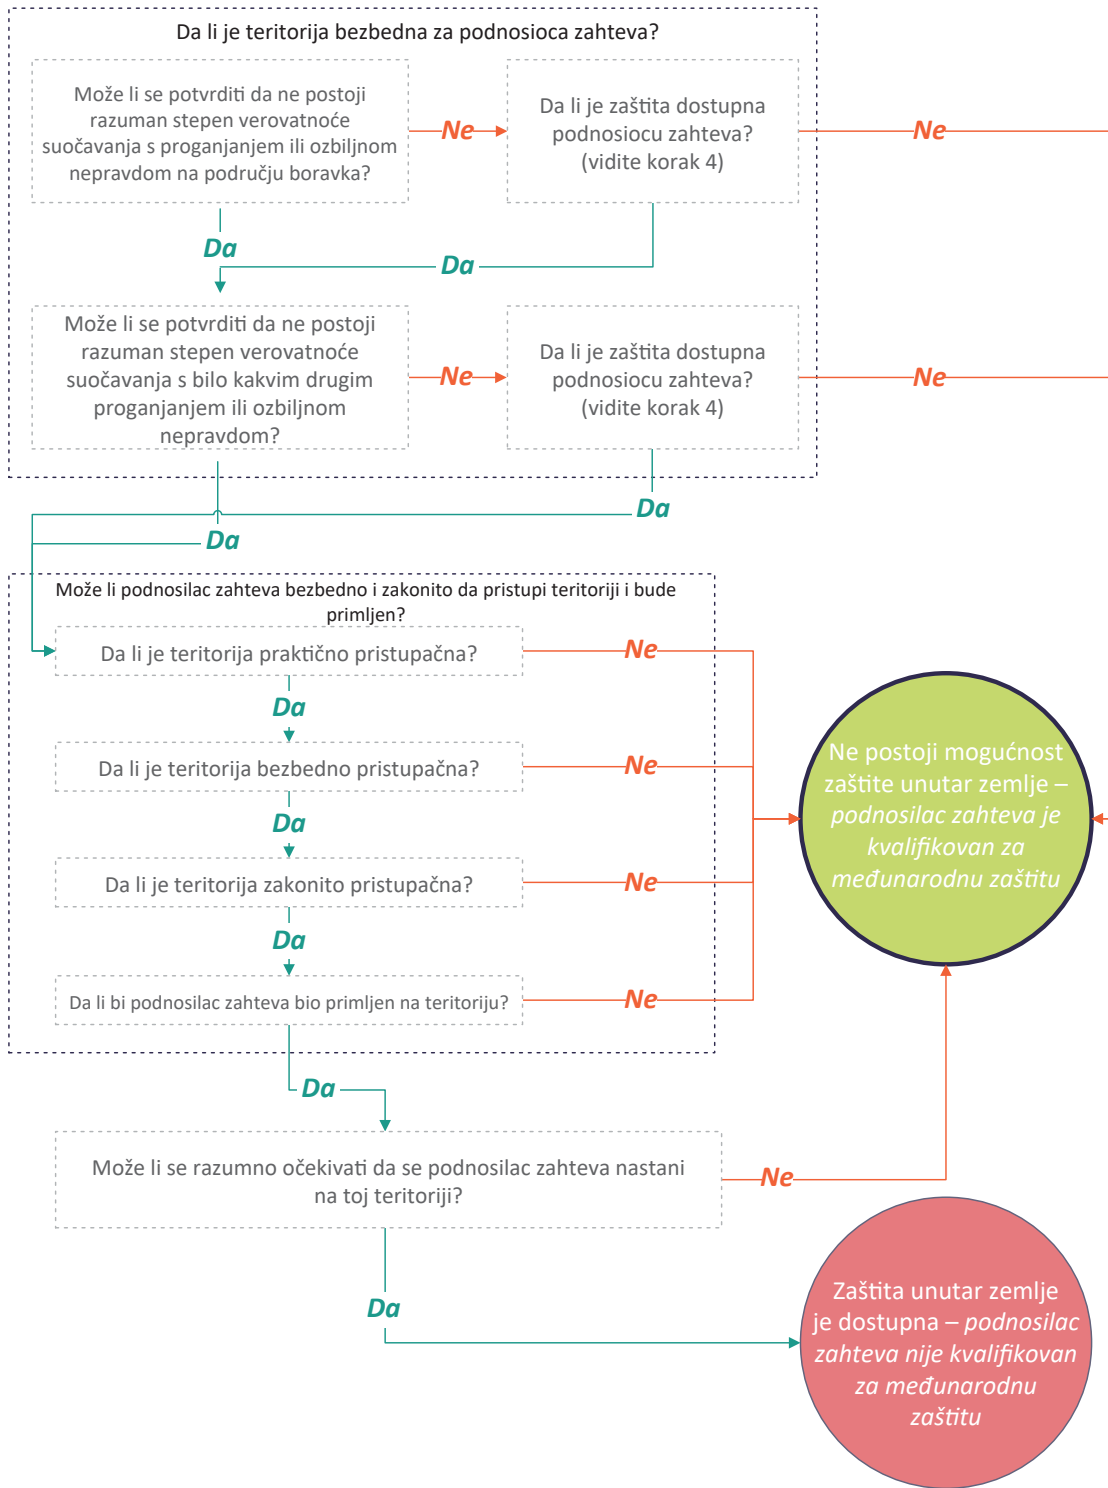 Da li je teritorija bezbedna za podnosioca zahteva?
Može li se potvrditi da ne postoji
razuman stepen verovatnoće
suočavanja s proganjanjem ili ozbiljnom
nepravdom na području boravka?
Ne
Da li je zaštita dostupna
podnosiocu zahteva?
(vidite korak 4)
Ne
Da
Da
Može li se potvrditi da ne postoji
razuman stepen verovatnoće
suočavanja s bilo kakvim drugim
proganjanjem ili ozbiljnom
nepravdom?
Ne
Da li je zaštita dostupna
podnosiocu zahteva?
(vidite korak 4)
Ne
Da
Da
Može li podnosilac zahteva bezbedno i zakonito da pristupi teritoriji i bude
primljen?
Da li je teritorija praktično pristupačna?
Ne
Da
Da li je teritorija bezbedno pristupačna?
Ne
Da
Da li je teritorija zakonito pristupačna?
Ne
Da
Da li bi podnosilac zahteva bio primljen na teritoriju?
Ne
Da
Ne postoji mogućnost
zaštite unutar zemlje –
podnosilac zahteva je
kvalifikovan za
međunarodnu zaštitu
Može li se razumno očekivati da se podnosilac zahteva nastani
na toj teritoriji?
Ne
Da
Zaštita unutar zemlje
je dostupna – podnosilac
zahteva nije kvalifikovan
za međunarodnu
zaštitu